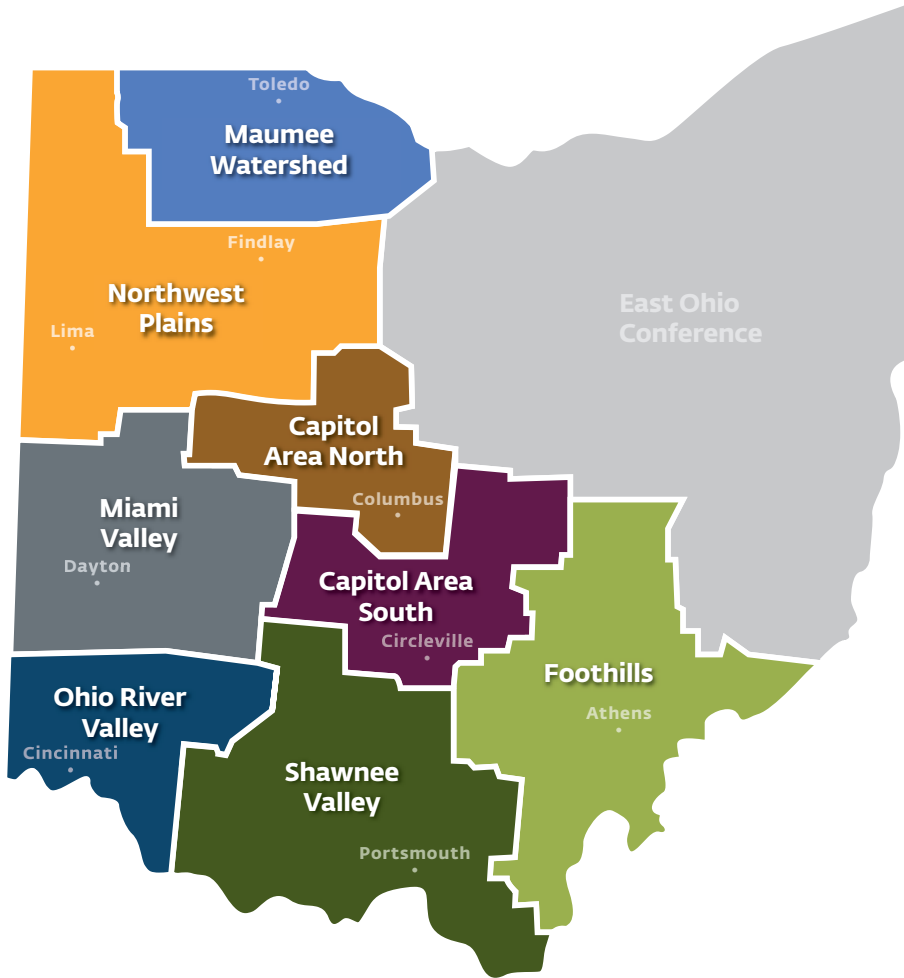 Toledo
Maumee
Watershed
Findlay
Northwest
Plains
Lima
East Ohio
Conference
Capitol
Area North
Columbus
Miami
Valley
Dayton
Capitol Area
South
Circleville
Foothills
Athens
Ohio River
Valley
Cincinnati
Shawnee
Valley
Portsmouth